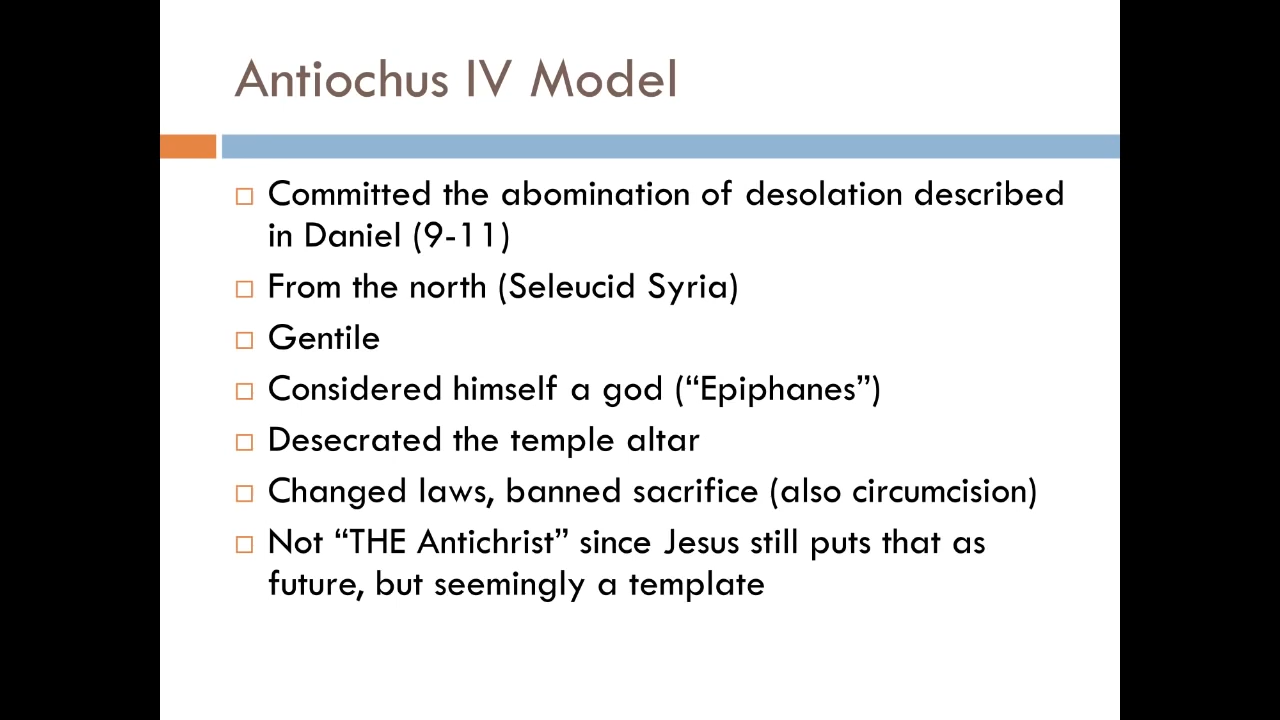 Antiochus IV Model
Committed the abomination of desolation described
in Daniel (9-11)
From the north (Seleucid Syria)
Gentile
Considered himself a god (“Epiphanes”)
Desecrated the temple altar
Changed laws, banned sacrifice (also circumcision)
Not “THE Antichrist” since Jesus still puts that as
future, but seemingly a template